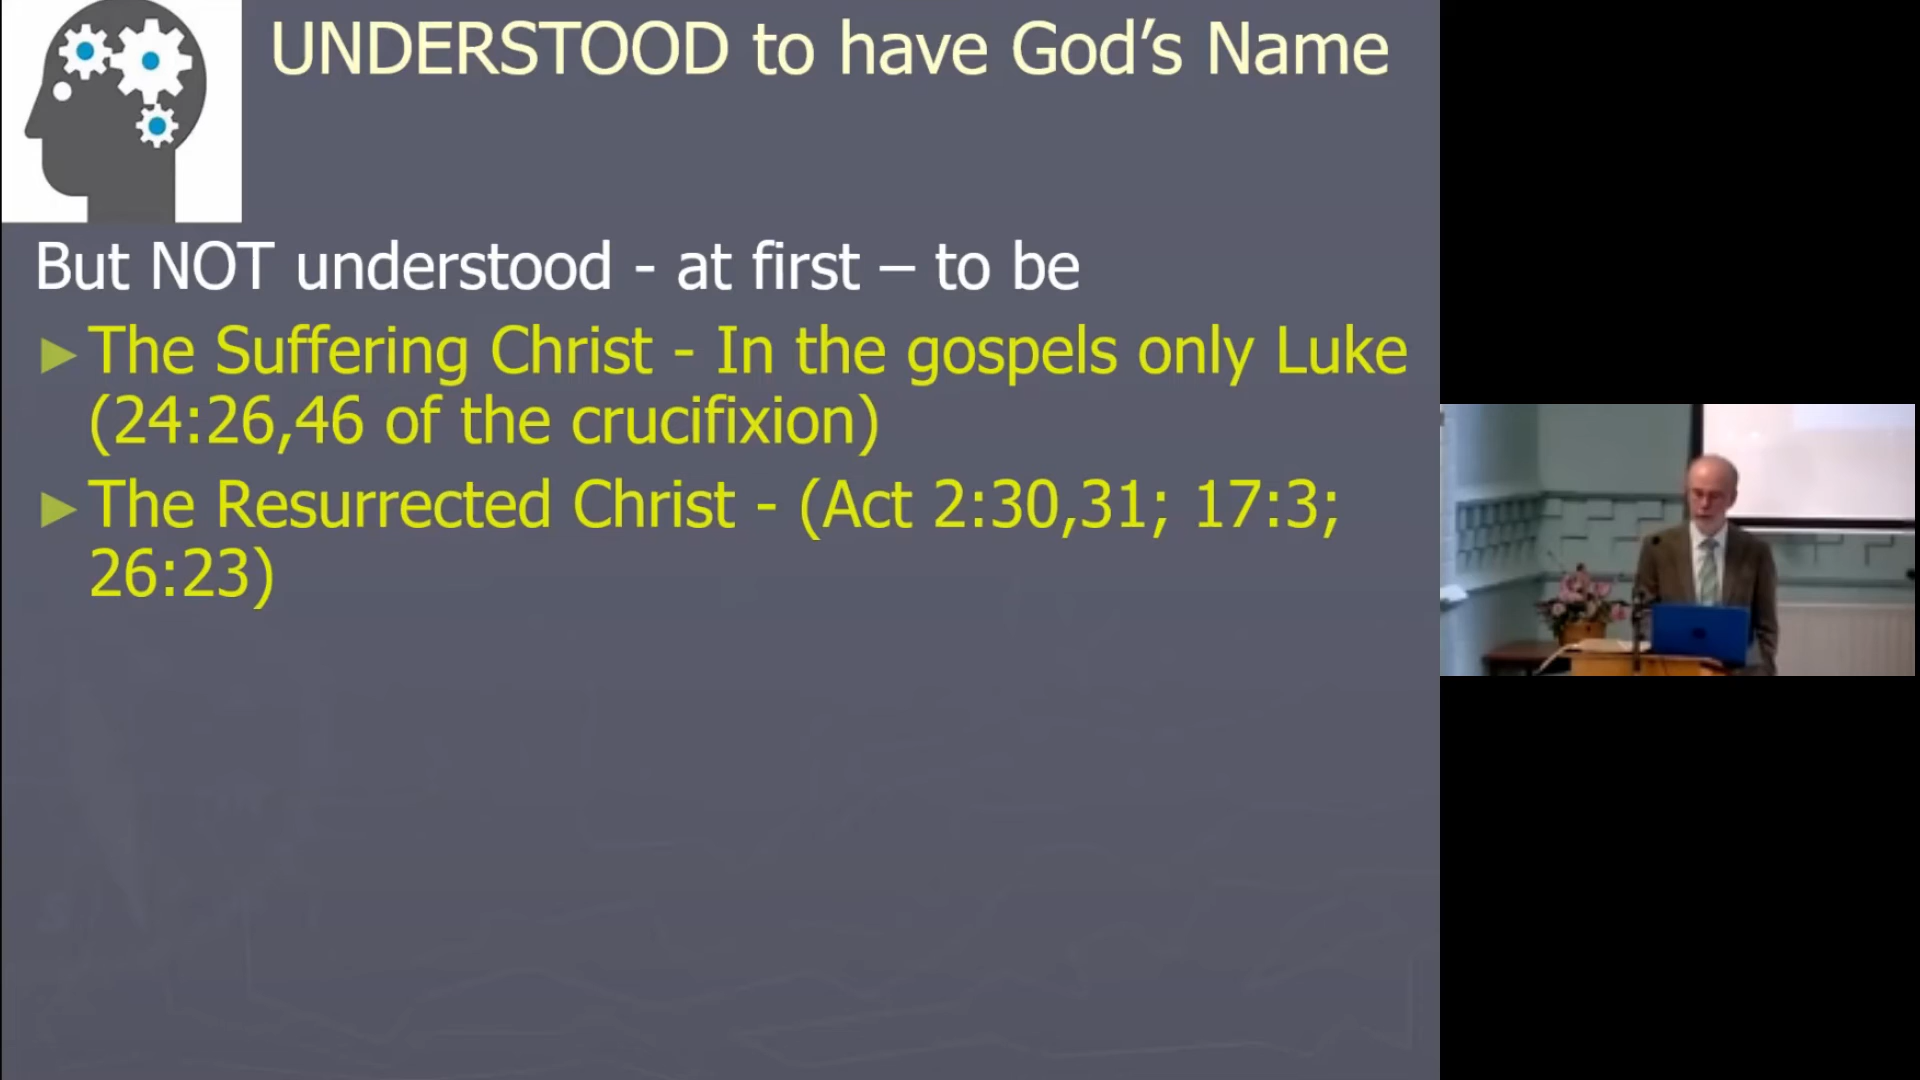 UNDERSTOOD to have God’s Name
But NOT understood - at first – to be
►The Suffering Christ - In the gospels only Luke
(24:26,46 of the crucifixion)
►The Resurrected Christ - (Act 2:30,31; 17:3;
26:23)